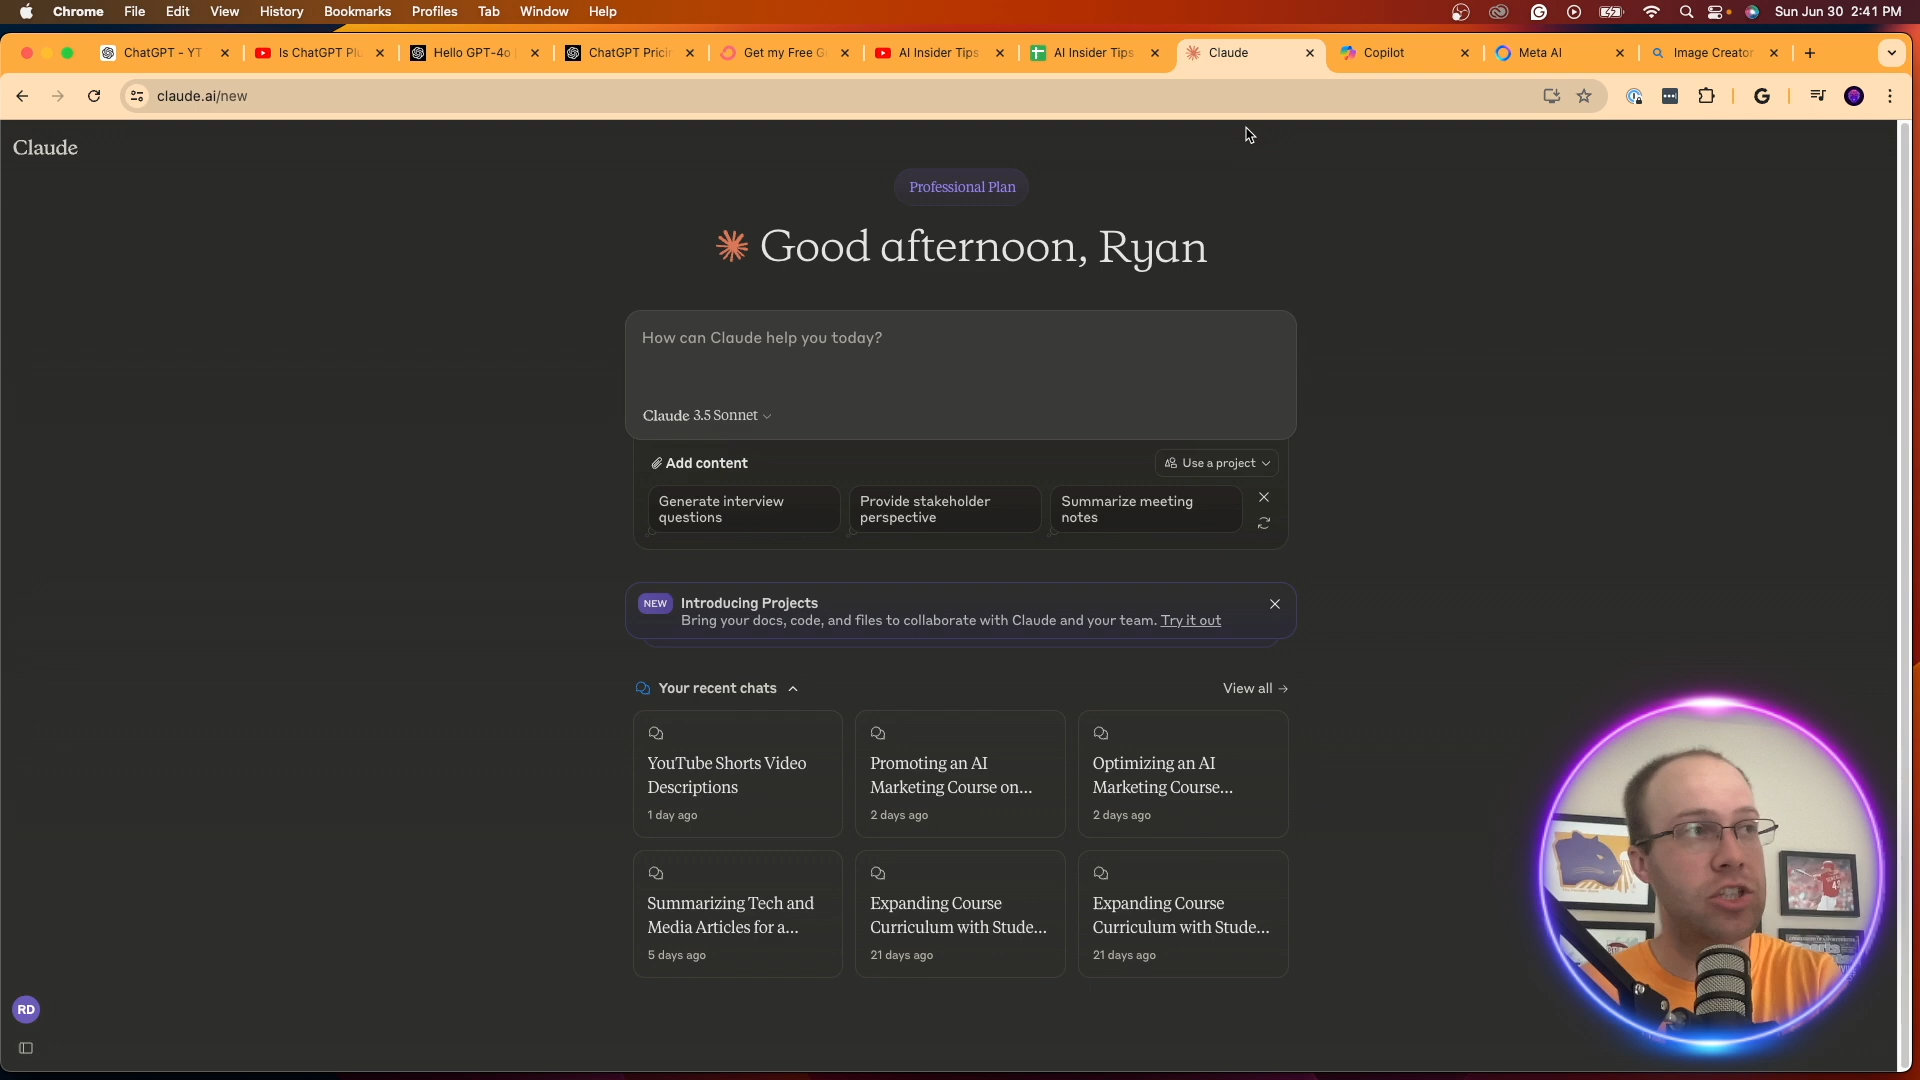 Chrome File Edit View History Bookmarks Profiles Tab Window Help Sun Jun 30 2:41 PM
ChatGPT - YT Is ChatGPT Plu Hello GPT-4o ChatGPT Pricin Get my Free G AI Insider Tips AI Insider Tips Claude Copilot Meta AI Image Creator
claude.ai/new
Claude
Professional Plan
Good afternoon, Ryan
How can Claude help you today?
Claude 3.5 Sonnet
Add content Use a project
Generate interview
questions
Provide stakeholder
perspective
Summarize meeting
notes
NEW Introducing Projects
Bring your docs, code, and files to collaborate with Claude and your team. Try it out
Your recent chats View all →
YouTube Shorts Video
Descriptions
1 day ago
Promoting an AI
Marketing Course on...
2 days ago
Optimizing an AI
Marketing Course...
2 days ago
Summarizing Tech and
Media Articles for a...
5 days ago
Expanding Course
Curriculum with Stude...
21 days ago
Expanding Course
Curriculum with Stude...
21 days ago
RD